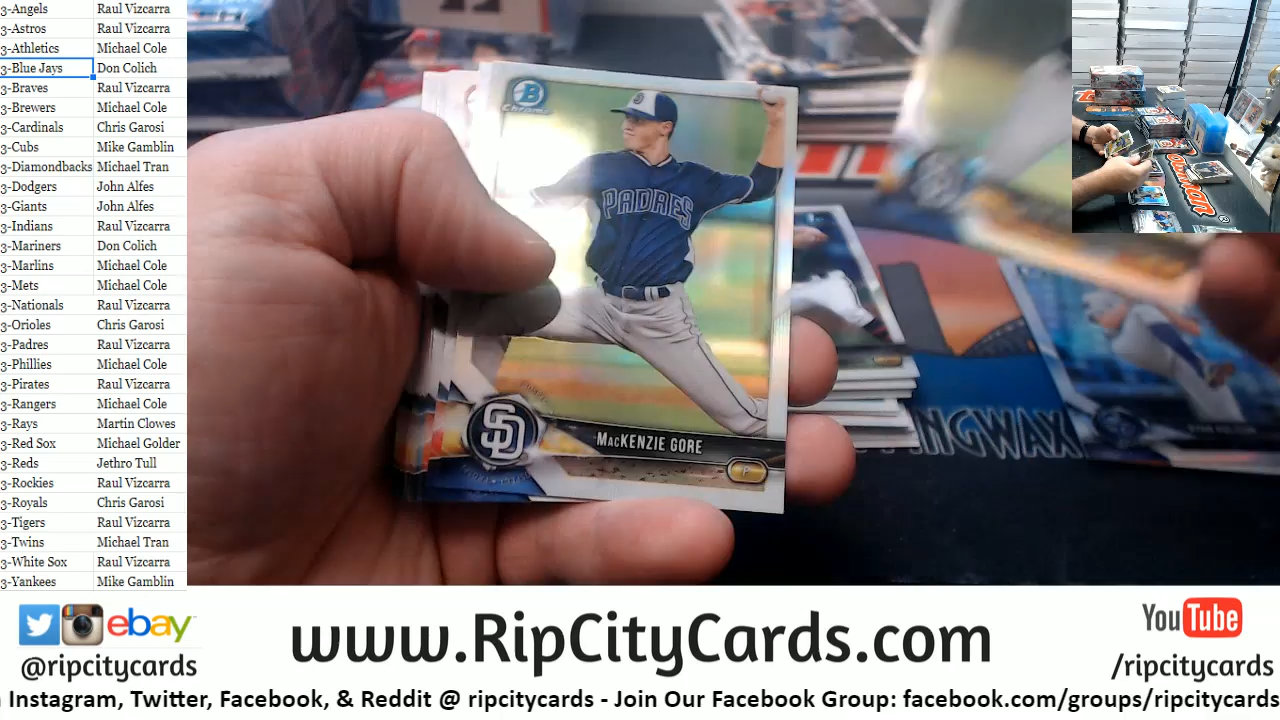 3-Angels Raul Vizcarra
3-Astros Raul Vizcarra
3-Athletics Michael Cole
3-Blue Jays Don Colich
3-Braves Raul Vizcarra
3-Brewers Michael Cole
3-Cardinals Chris Garosi
3-Cubs Mike Gamblin
3-Diamondbacks Michael Tran
3-Dodgers John Alfes
3-Giants John Alfes
3-Indians Raul Vizcarra
3-Mariners Don Colich
3-Marlins Michael Cole
3-Mets Michael Cole
3-Nationals Raul Vizcarra
3-Orioles Chris Garosi
3-Padres Raul Vizcarra
3-Phillies Michael Cole
3-Pirates Raul Vizcarra
3-Rangers Michael Cole
3-Rays Martin Clowes
3-Red Sox Michael Golder
3-Reds Jethro Tull
3-Rockies Raul Vizcarra
3-Royals Chris Garosi
3-Tigers Raul Vizcarra
3-Twins Michael Tran
3-White Sox Raul Vizcarra
3-Yankees Mike Gamblin
B
Chrome
PADRES
SD
MacKENZIE GORE
P
NGWAX
ebay
@ripcitycards
www.RipCityCards.com
YouTube
/ripcitycards
Instagram, Twitter, Facebook, & Reddit @ ripcitycards - Join Our Facebook Group: facebook.com/groups/ripcitycards